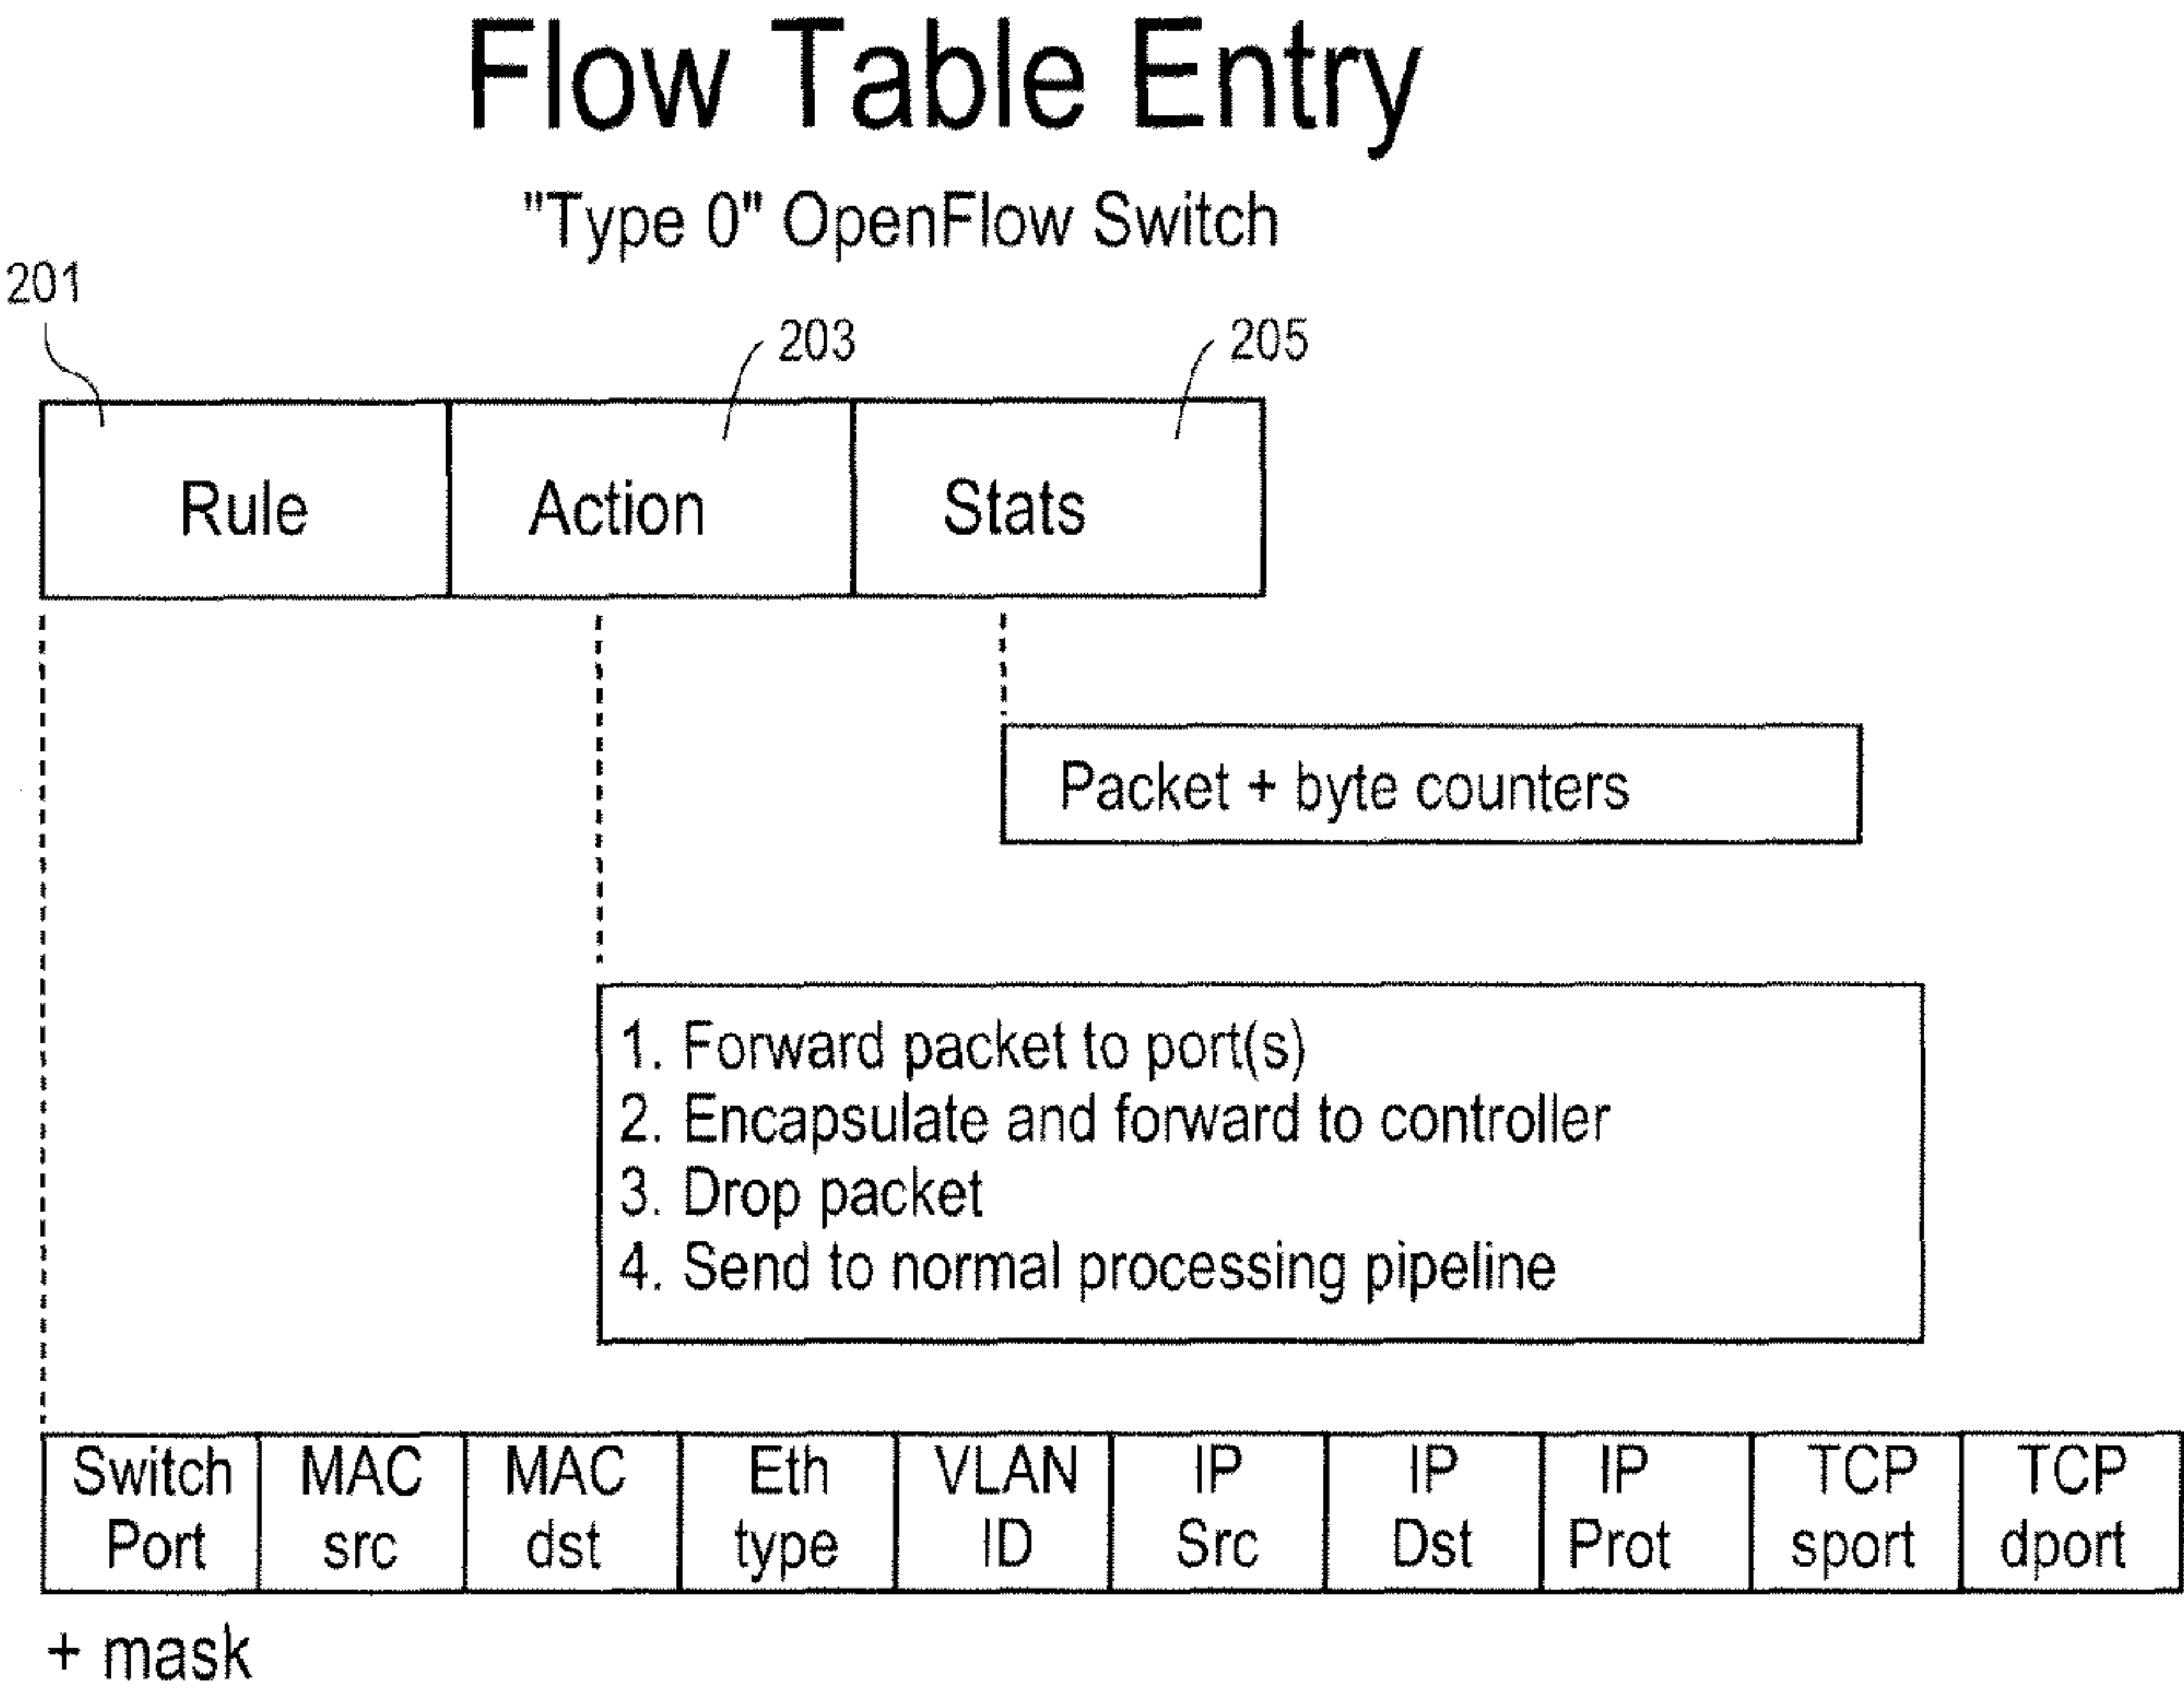 Flow Table Entry
"Type 0" OpenFlow Switch
201
203
205
Rule
Action
Stats
Packet + byte counters
1. Forward packet to port(s)
2. Encapsulate and forward to controller
3. Drop packet
4. Send to normal processing pipeline
Switch Port
MAC src
MAC dst
Eth type
VLAN ID
IP Src
IP Dst
IP Prot
TCP sport
TCP dport
+ mask